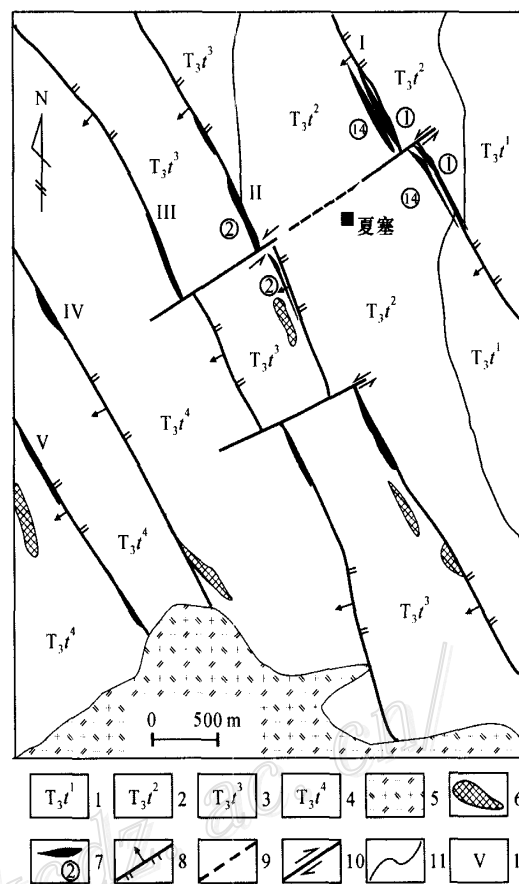 T₃t³
I
T₃t²
N
T₃t²
①
⑭
①
T₃t¹
T₃t³
II
⑭
III
②
夏塞
②
IV
T₃t²
T₃t³
T₃t¹
T₃t⁴
V
T₃t⁴
T₃t³
T₃t⁴
0 500 m
T₃t¹ 1 T₃t² 2 T₃t³ 3 T₃t⁴ 4 5 6
② 7 8 9 10 11 V 1